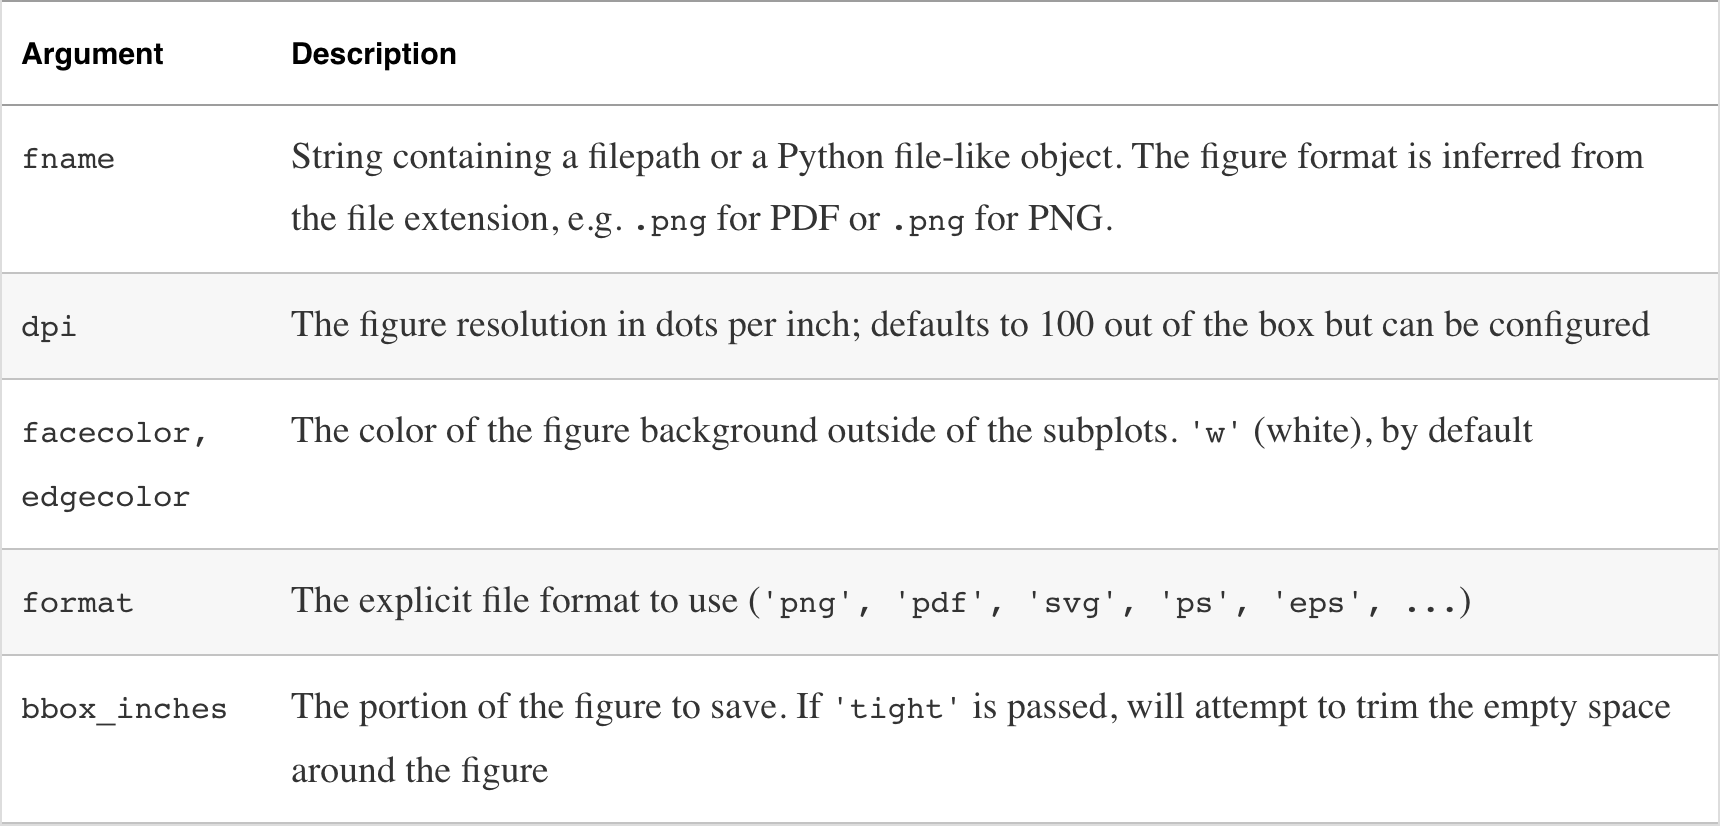 Argument Description
fname String containing a filepath or a Python file-like object. The figure format is inferred from
the file extension, e.g. .png for PDF or .png for PNG.
dpi The figure resolution in dots per inch; defaults to 100 out of the box but can be configured
facecolor, The color of the figure background outside of the subplots. 'w' (white), by default
edgecolor
format The explicit file format to use ('png', 'pdf', 'svg', 'ps', 'eps', ...)
bbox_inches The portion of the figure to save. If 'tight' is passed, will attempt to trim the empty space
around the figure